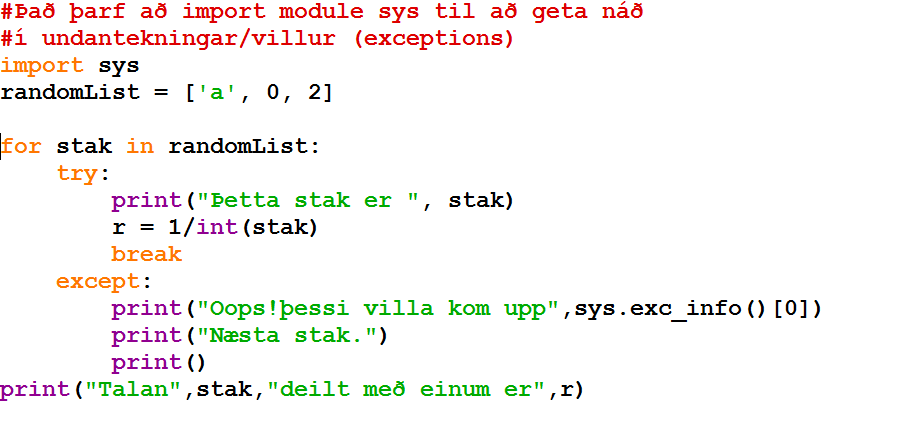 #Það þarf að import module sys til að geta náð
#í undantekningar/villur (exceptions)
import sys
randomList = ['a', 0, 2]

for stak in randomList:
    try:
        print("Þetta stak er ", stak)
        r = 1/int(stak)
        break
    except:
        print("Oops!þessi villa kom upp",sys.exc_info()[0])
        print("Næsta stak.")
        print()
print("Talan",stak,"deilt með einum er",r)